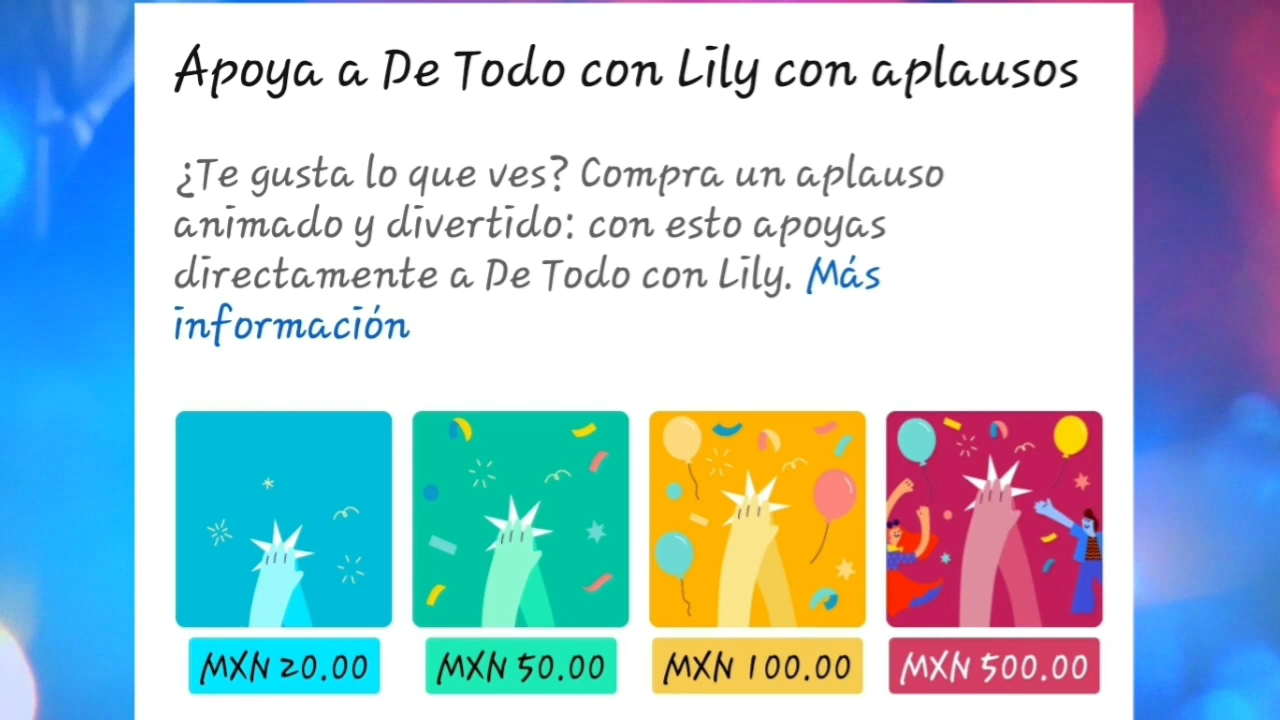 Apoya a De Todo con Lily con aplausos
¿Te gusta lo que ves? Compra un aplauso
animado y divertido: con esto apoyas
directamente a De Todo con Lily. Más
información
MXN 20.00 MXN 50.00 MXN 100.00 MXN 500.00